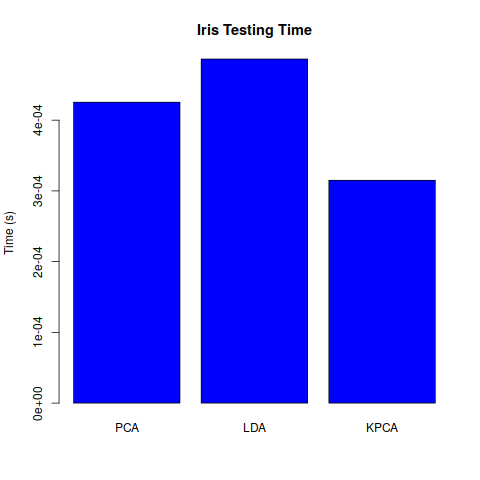 Iris Testing Time
Time (s)
4e-04
3e-04
2e-04
1e-04
0e+00
PCA LDA KPCA